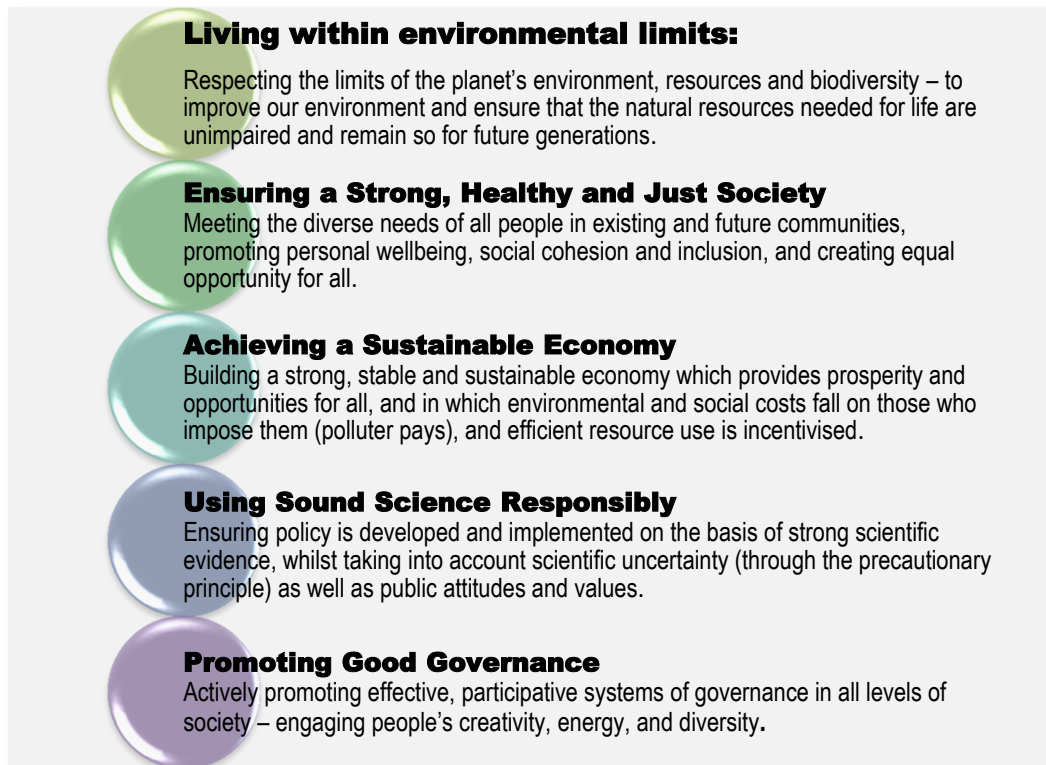 Living within environmental limits:
Respecting the limits of the planet’s environment, resources and biodiversity – to
improve our environment and ensure that the natural resources needed for life are
unimpaired and remain so for future generations.
Ensuring a Strong, Healthy and Just Society
Meeting the diverse needs of all people in existing and future communities,
promoting personal wellbeing, social cohesion and inclusion, and creating equal
opportunity for all.
Achieving a Sustainable Economy
Building a strong, stable and sustainable economy which provides prosperity and
opportunities for all, and in which environmental and social costs fall on those who
impose them (polluter pays), and efficient resource use is incentivised.
Using Sound Science Responsibly
Ensuring policy is developed and implemented on the basis of strong scientific
evidence, whilst taking into account scientific uncertainty (through the precautionary
principle) as well as public attitudes and values.
Promoting Good Governance
Actively promoting effective, participative systems of governance in all levels of
society – engaging people’s creativity, energy, and diversity.